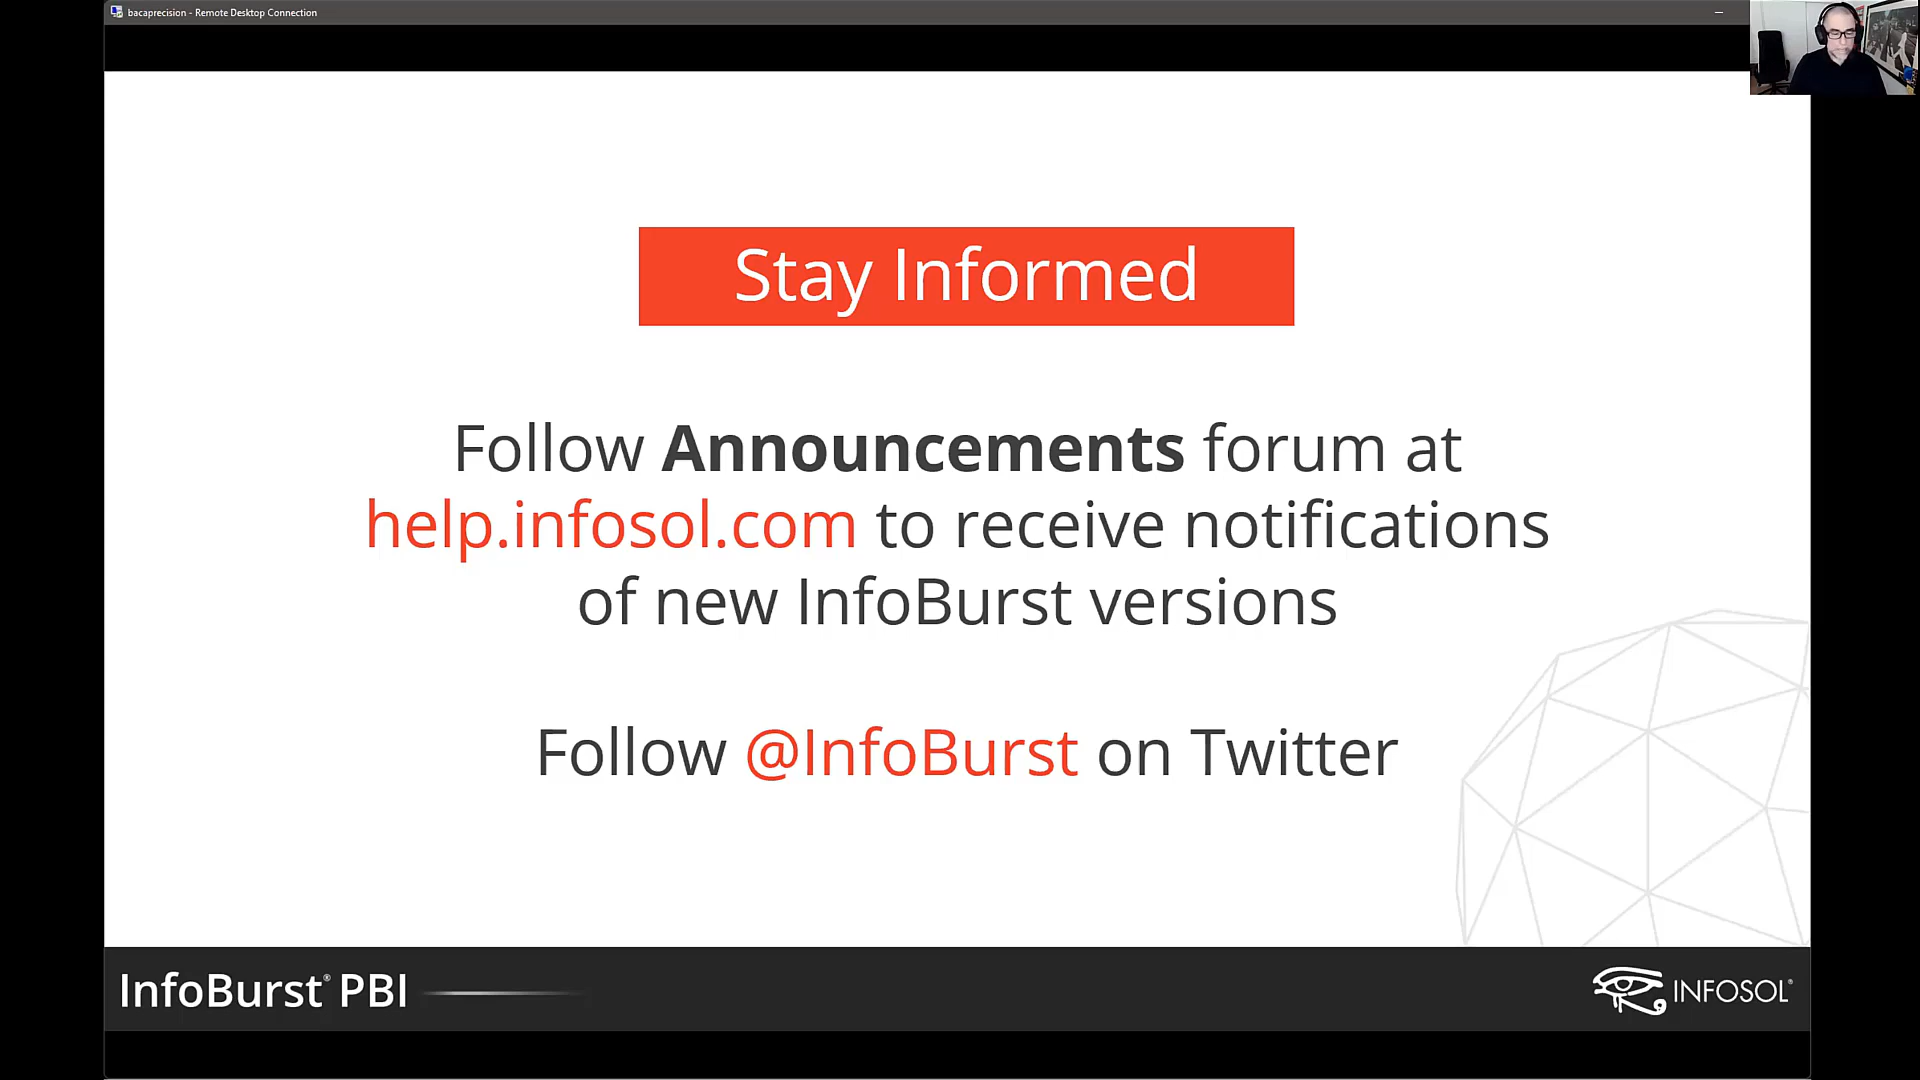 bacaprecision - Remote Desktop Connection
Stay Informed
Follow Announcements forum at
help.infosol.com to receive notifications
of new InfoBurst versions
Follow @InfoBurst on Twitter
InfoBurst® PBI
INFOSOL®